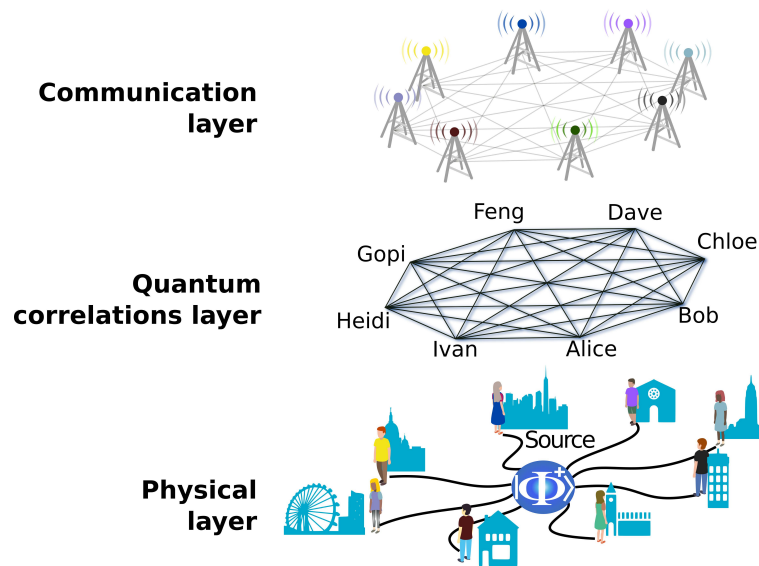 Communication
layer
Feng
Dave
Chloe
Gopi
Quantum
correlations layer
Heidi
Bob
Ivan
Alice
Source
|Φ⁺⟩
Physical
layer